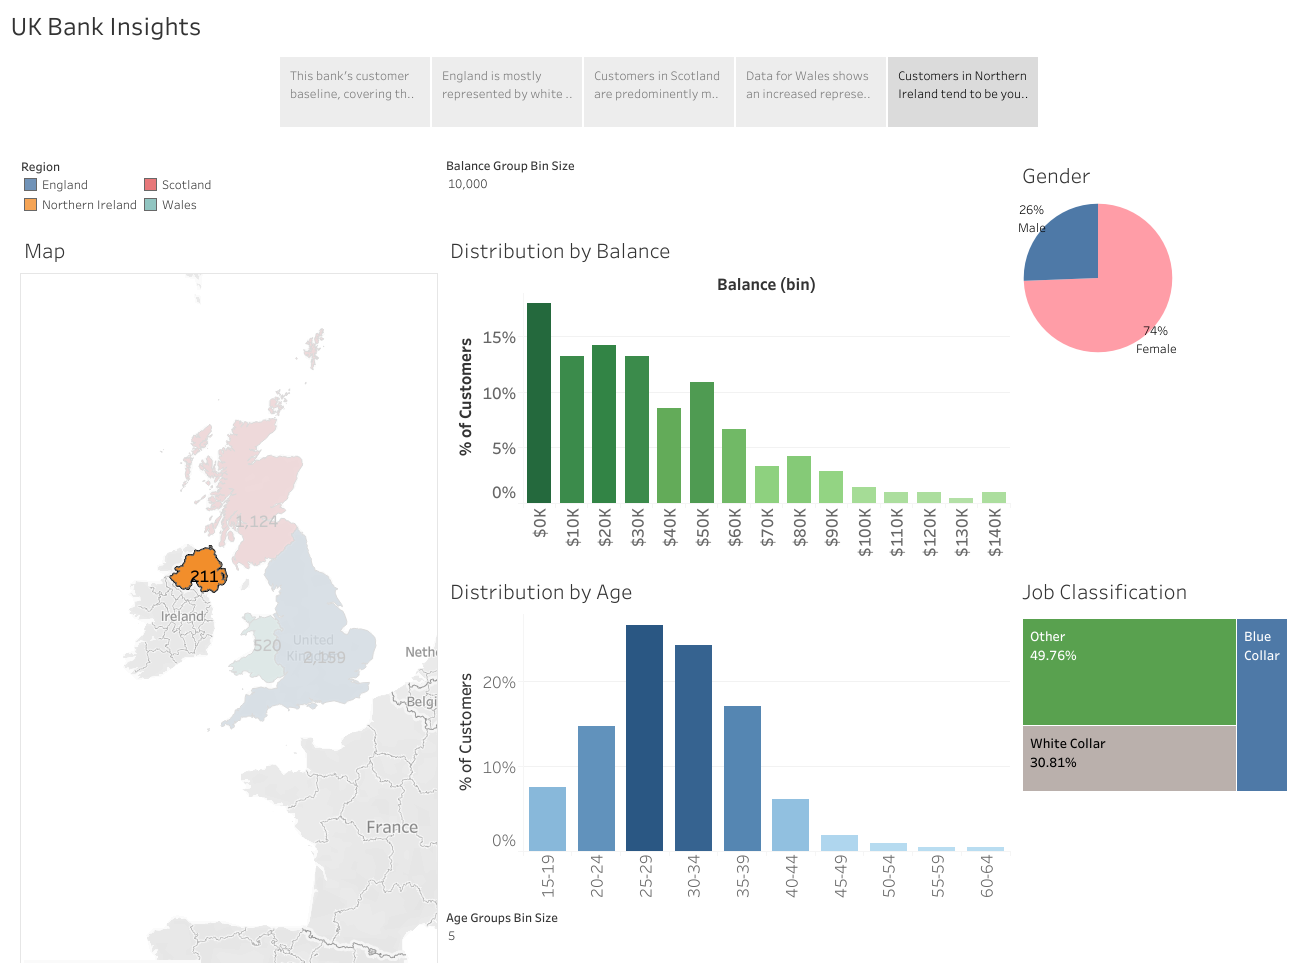 UK Bank Insights
This bank's customer
baseline, covering th..
England is mostly
represented by white ..
Customers in Scotland
are predominantly m..
Data for Wales shows
an increased represe..
Customers in Northern
Ireland tend to be you..
Region
England
Scotland
Northern Ireland
Wales
Balance Group Bin Size
10,000
Gender
26%
Male
74%
Female
Map
1,124
211
Ireland
520
United
2,159
Neth
Belgi
France
Distribution by Balance
Balance (bin)
% of Customers
15%
10%
5%
0%
$0K
$10K
$20K
$30K
$40K
$50K
$60K
$70K
$80K
$90K
$100K
$110K
$120K
$130K
$140K
Distribution by Age
% of Customers
20%
10%
0%
15-19
20-24
25-29
30-34
35-39
40-44
45-49
50-54
55-59
60-64
Age Groups Bin Size
5
Job Classification
Other
49.76%
Blue
Collar
White Collar
30.81%